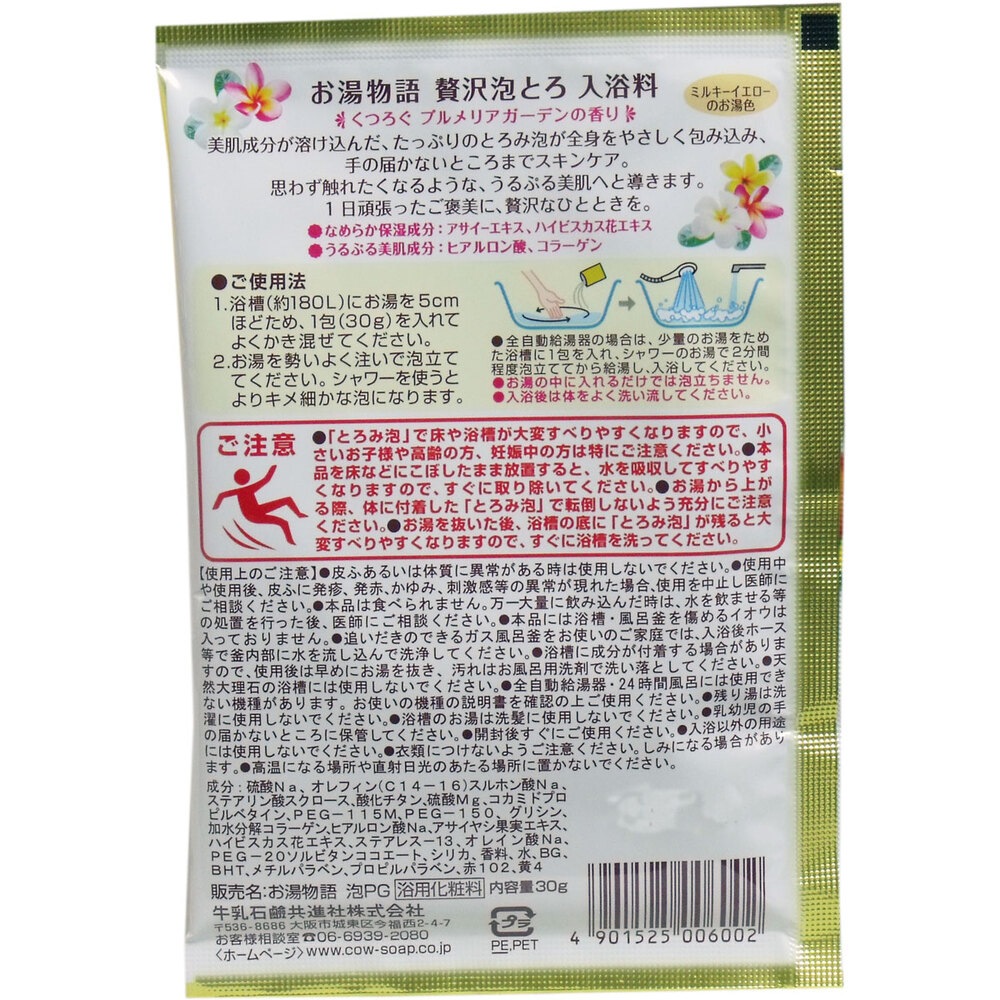 お湯物語 贅沢泡とろ 入浴料
ミルキーイエロー
のお湯色
くつろぐ プルメリアガーデンの香り
美肌成分が溶け込んだ、たっぷりのとろみ泡が全身をやさしく包み込み、
手の届かないところまでスキンケア。
思わず触れたくなるような、うるぷる美肌へと導きます。
1日頑張ったご褒美に、贅沢なひとときを。
なめらか保湿成分：アサイーエキス、ハイビスカス花エキス
うるぷる美肌成分：ヒアルロン酸、コラーゲン
●ご使用法
1.浴槽(約180L)にお湯を5cm
ほどため、1包(30g)を入れて
よくかき混ぜてください。
2.お湯を勢いよく注いで泡立て
てください。シャワーを使うと
よりキメ細かな泡になります。
●全自動給湯器の場合は、少量のお湯をため
た浴槽に1包を入れ、シャワーのお湯で2分間
程度泡立ててから給湯し、入浴してください。
●お湯の中に入れるだけでは泡立ちません。
●入浴後は体をよく洗い流してください。
ご注意
●「とろみ泡」で床や浴槽が大変すべりやすくなりますので、小
さいお子様や高齢の方、妊娠中の方は特にご注意ください。●本
品を床などにこぼしたまま放置すると、水を吸収してすべりやす
くなりますので、すぐに取り除いてください。●お湯から上が
る際、体に付着した「とろみ泡」で転倒しないよう充分にご注意
ください。●お湯を抜いた後、浴槽の底に「とろみ泡」が残ると大
変すべりやすくなりますので、すぐに浴槽を洗ってください。
【使用上のご注意】●皮ふあるいは体質に異常がある時は使用しないでください。●使用中
や使用後、皮ふに発疹、発赤、かゆみ、刺激感等の異常が現れた場合、使用を中止し医師に
ご相談ください。●本品は食べられません。万一大量に飲み込んだ時は、水を飲ませる等
の処置を行った後、医師にご相談ください。●本品には浴槽・風呂釜を傷めるイオウは
入っておりません。●追いだきのできるガス風呂釜をお使いのご家庭では、入浴後ホース
等で釜内部に水を流し込んで洗浄してください。●浴槽に成分が付着する場合がありま
すので、使用後は早めにお湯を抜き、汚れはお風呂用洗剤で洗い落としてください。●天
然大理石の浴槽には使用しないでください。●全自動給湯器・24時間風呂には使用でき
ない機種があります。お使いの機種の説明書を確認の上ご使用ください。●残り湯は洗
濯に使用しないでください。●浴槽のお湯は洗髪に使用しないでください。●乳幼児の手
の届かないところに保管してください。●開封後すぐにご使用ください。●入浴以外の用途
には使用しないでください。●衣類につけないようご注意ください。しみになる場合があり
ます。●高温になる場所や直射日光のあたる場所に置かないでください。
成分：硫酸Na、オレフィン(C14-16)スルホン酸Na、
ステアリン酸スクロース、酸化チタン、硫酸Mg、コカミドプロ
ピルベタイン、PEG-115M、PEG-150、グリシン、
加水分解コラーゲン、ヒアルロン酸Na、アサイヤシ果実エキス、
ハイビスカス花エキス、ステアレス-13、オレイン酸Na、
PEG-20ソルビタンココエート、シリカ、香料、水、BG、
BHT、メチルパラベン、プロピルパラベン、赤102、黄4
販売名：お湯物語 泡PG 浴用化粧料 内容量30g
牛乳石鹼共進社株式会社
〒536-8686 大阪市城東区今福西2-4-7
お客様相談室 ☎06-6939-2080
〈ホームページ〉www.cow-soap.co.jp
プラ
PE,PET
4 901525 006002